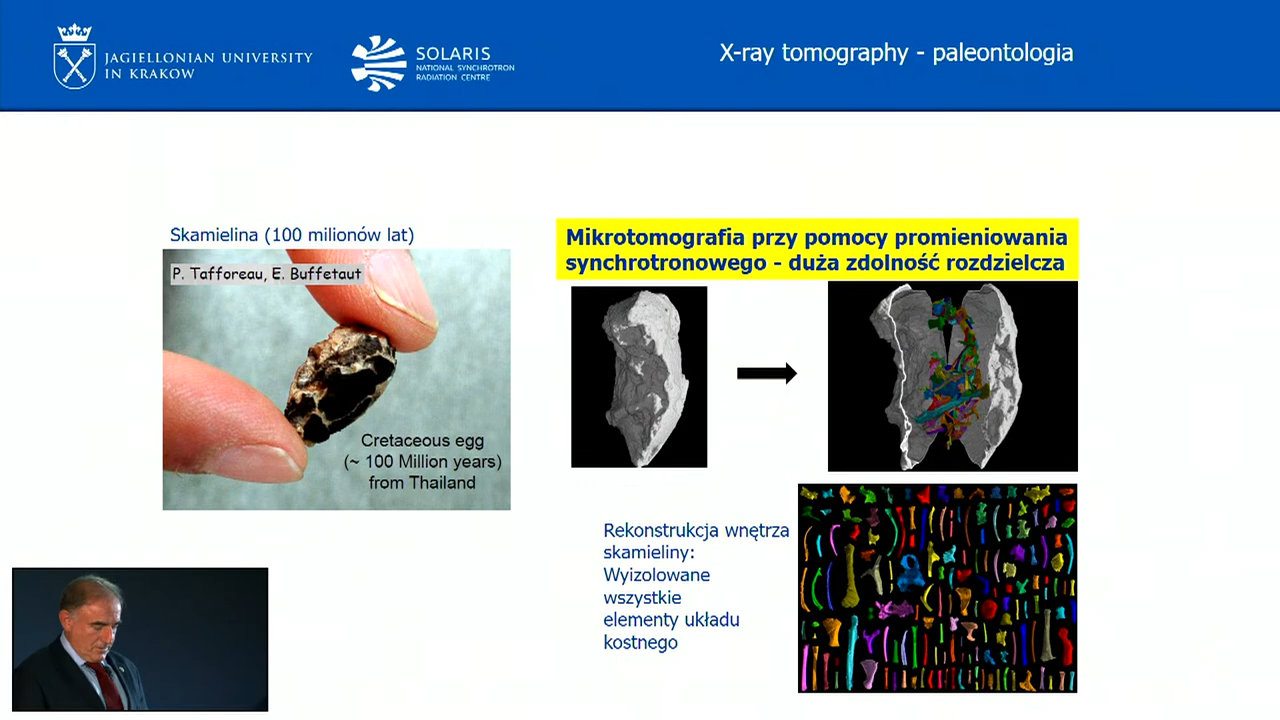 JAGIELLONIAN UNIVERSITY
IN KRAKOW
SOLARIS
NATIONAL SYNCHROTRON
RADIATION CENTRE
X-ray tomography - paleontologia
Skamielina (100 milionów lat)
P. Tafforeau, E. Buffetaut
Cretaceous egg
(~ 100 Million years)
from Thailand
Mikrotomografia przy pomocy promieniowania
synchrotronowego - duża zdolność rozdzielcza
Rekonstrukcja wnętrza
skamieliny:
Wyizolowane
wszystkie
elementy układu
kostnego